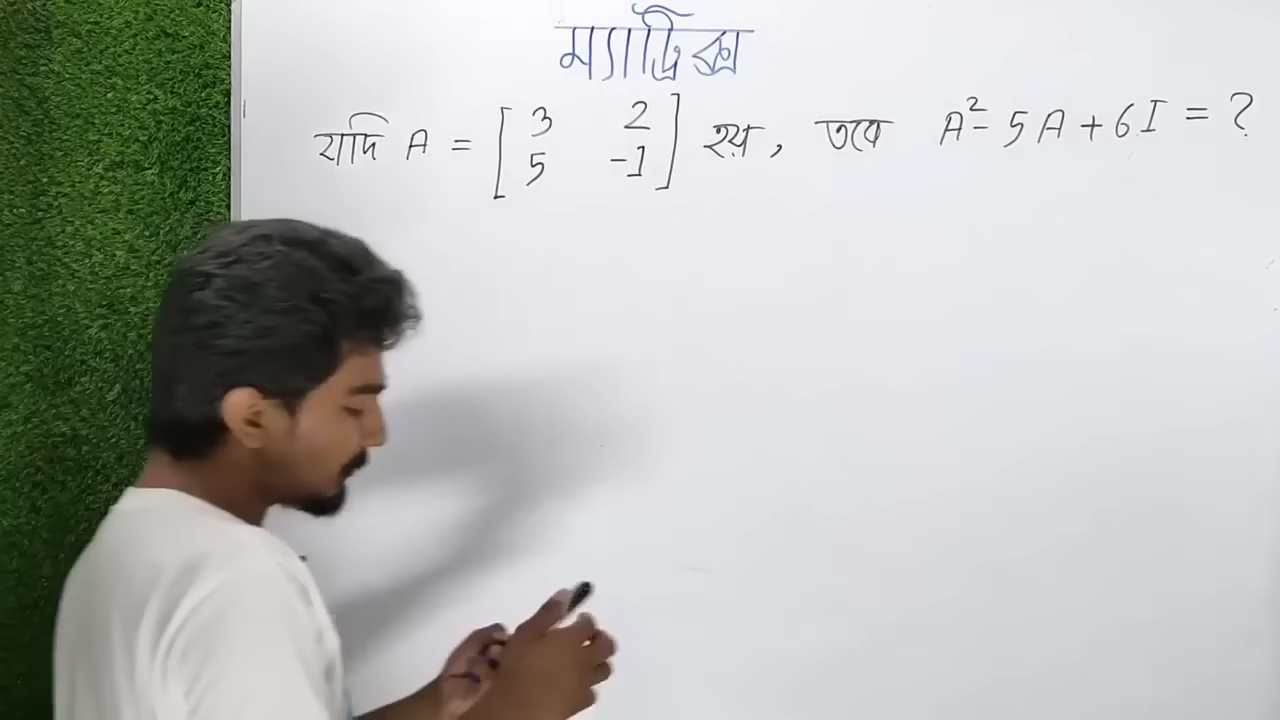 ম্যাট্রিক্স
যদি A = [3 2 5 -1] হয়, তবে A² - 5A + 6I = ?